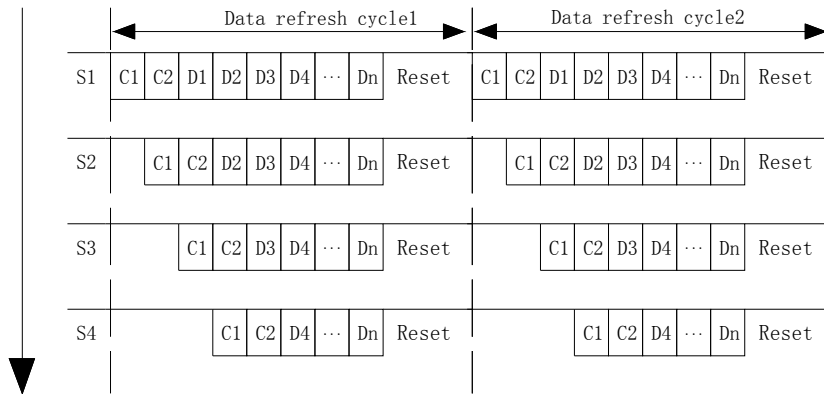 Data refresh cycle1 Data refresh cycle2
S1 C1 C2 D1 D2 D3 D4 ··· Dn Reset C1 C2 D1 D2 D3 D4 ··· Dn Reset
S2 C1 C2 D2 D3 D4 ··· Dn Reset C1 C2 D2 D3 D4 ··· Dn Reset
S3 C1 C2 D3 D4 ··· Dn Reset C1 C2 D3 D4 ··· Dn Reset
S4 C1 C2 D4 ··· Dn Reset C1 C2 D4 ··· Dn Reset